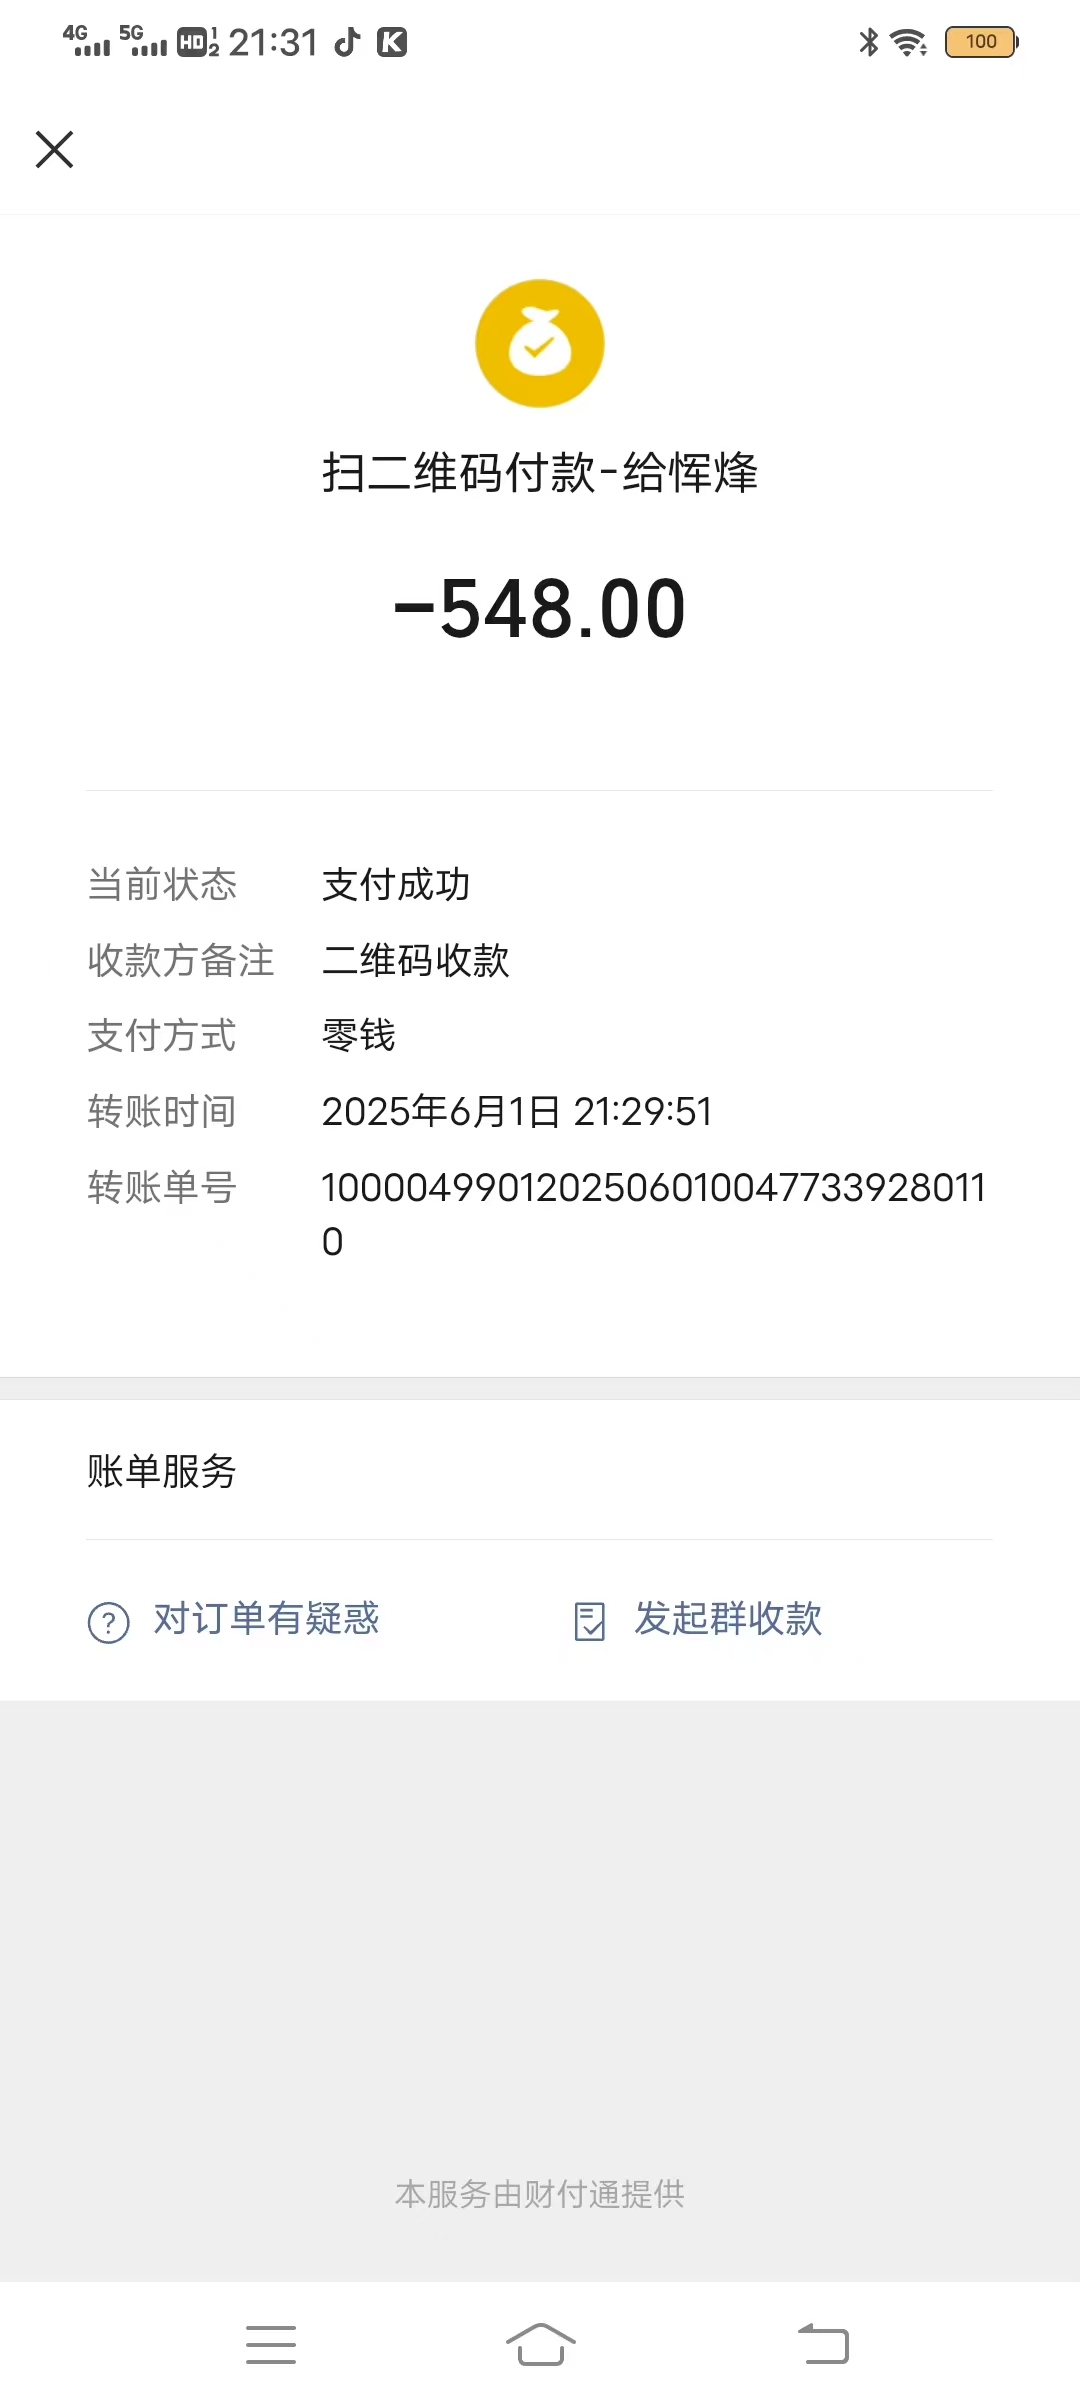 4G 5G HD 1 2 21:31 K 100
扫二维码付款-给恽烽
-548.00
当前状态 支付成功
收款方备注 二维码收款
支付方式 零钱
转账时间 2025年6月1日 21:29:51
转账单号 100004990120250601004773392801１
0
账单服务
? 对订单有疑惑 发起群收款
本服务由财付通提供